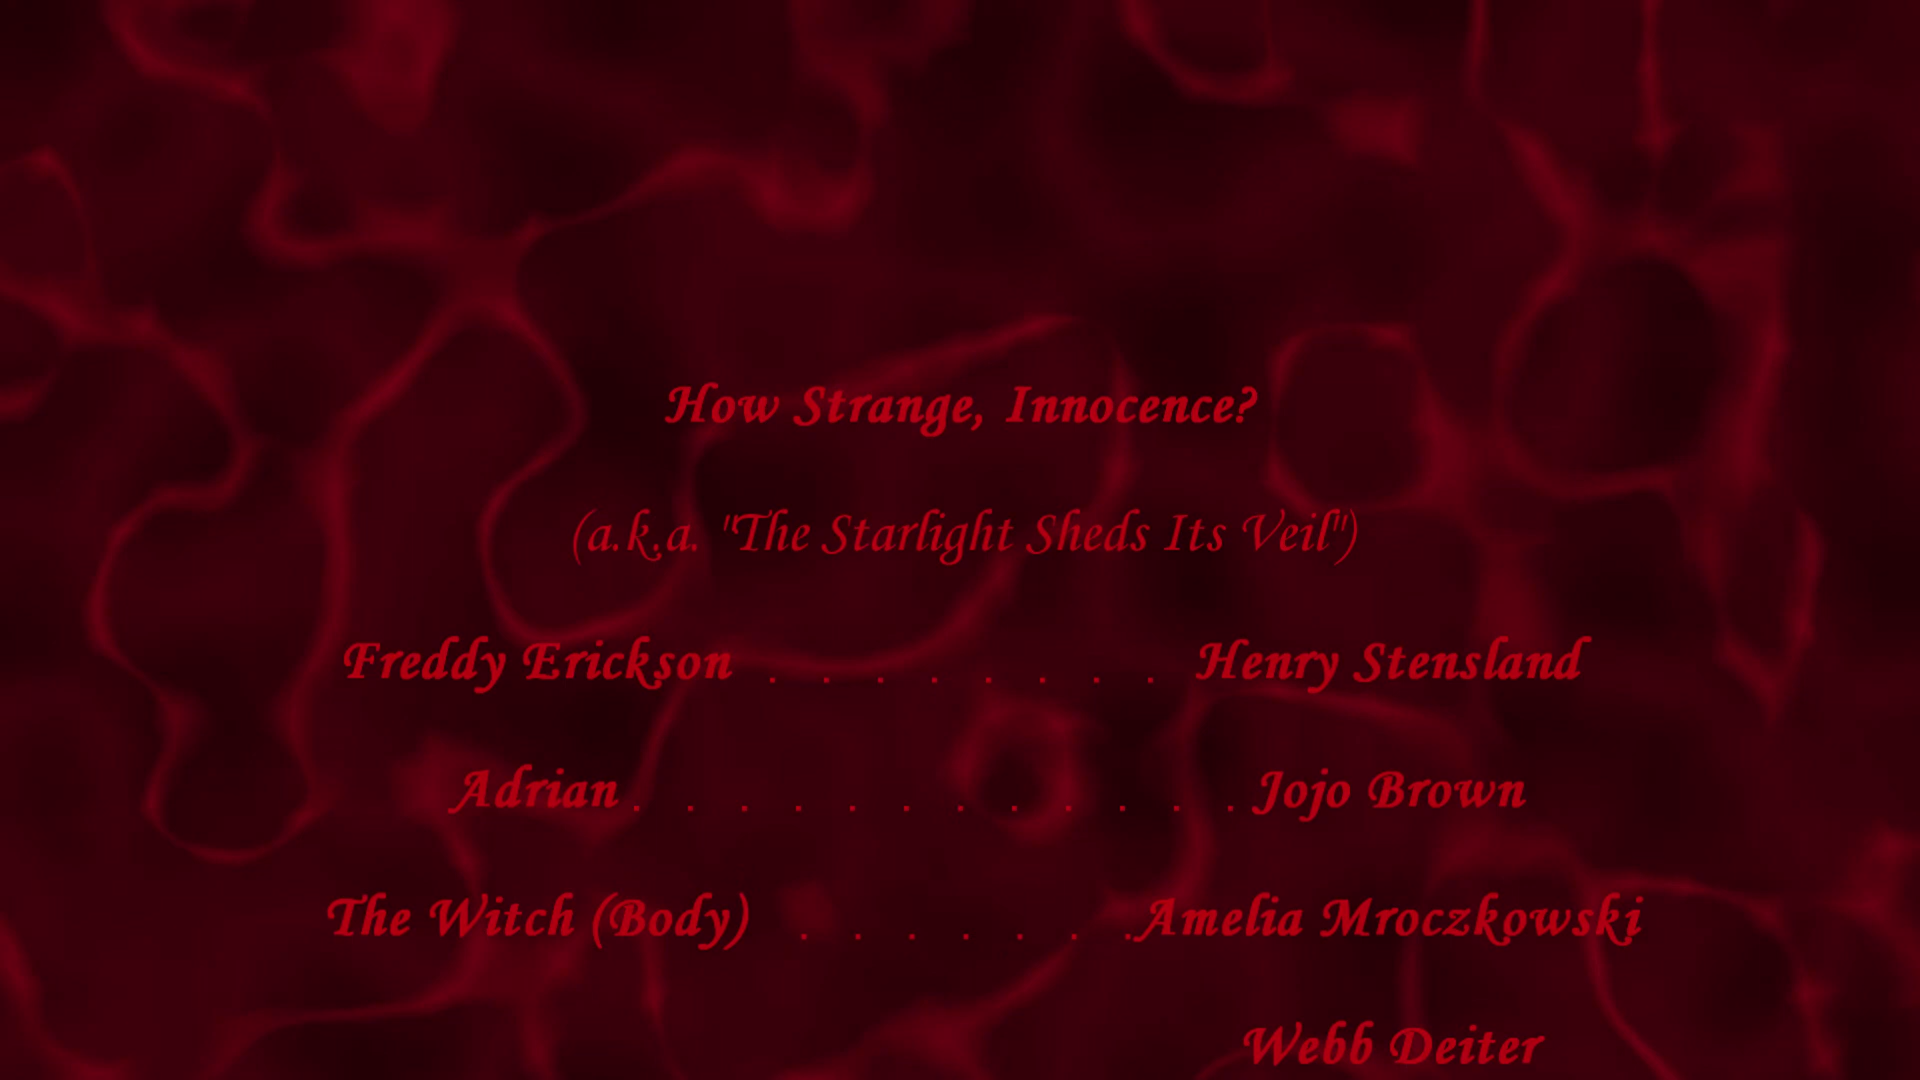 How Strange, Innocence?
(a.k.a. "The Starlight Sheds Its Veil")
Freddy Erickson . . . . . . . . Henry Stensland
Adrian . . . . . . . . . . . . Jojo Brown
The Witch (Body) . . . . . . . Amelia Mroczkowski
Webb Deiter